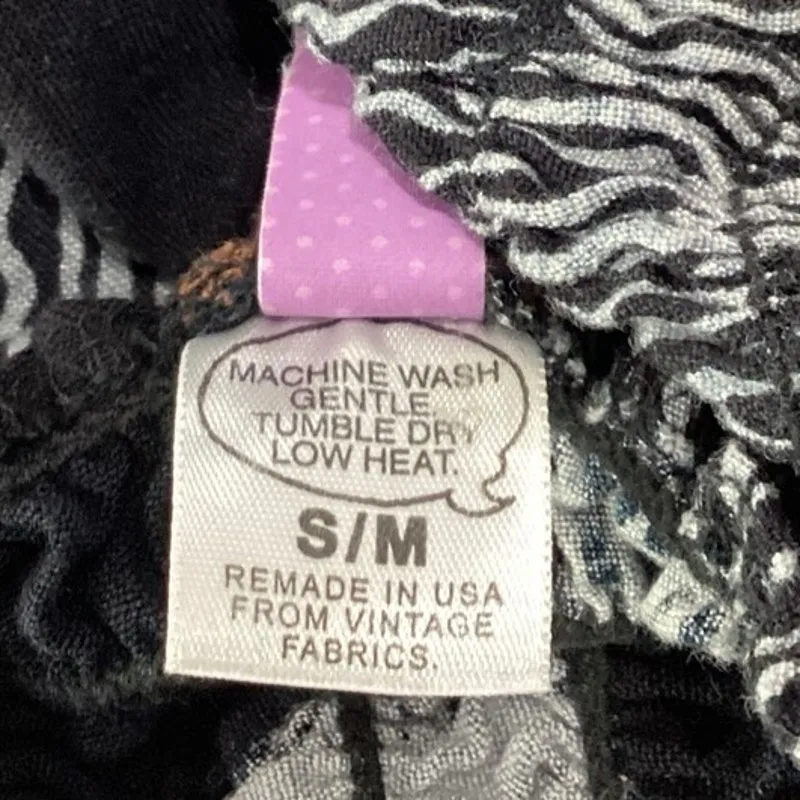 MACHINE WASH
GENTLE.
TUMBLE DRY
LOW HEAT.
S/M
REMADE IN USA
FROM VINTAGE
FABRICS.